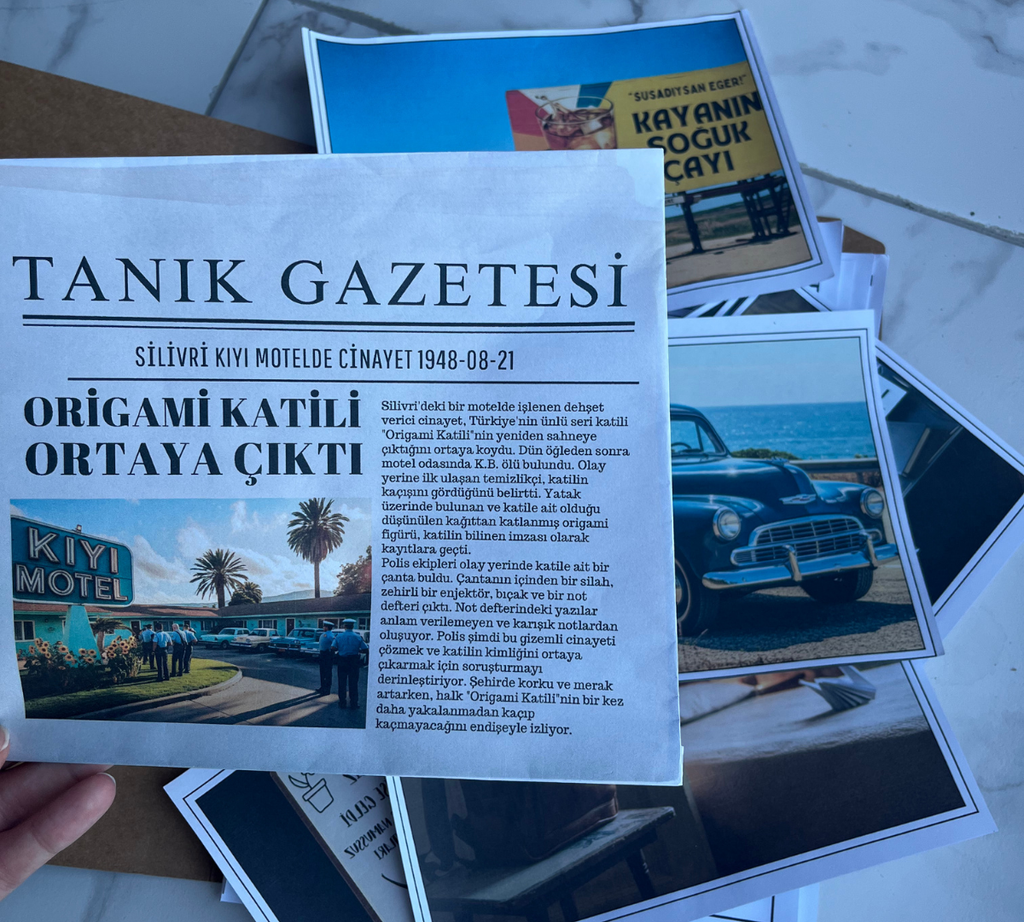 "SUSADIYSAN EGER!"
KAYANIN
SOĞUK
ÇAYI
TANIK GAZETESİ
SİLİVRİ KIYI MOTELDE CİNAYET 1948-08-21
ORİGAMİ KATİLİ
ORTAYA ÇIKTI
KIYI
MOTEL
Silivri'deki bir motelde işlenen dehşet
verici cinayet, Türkiye'nin ünlü seri katili
"Origami Katili"nin yeniden sahneye
çıktığını ortaya koydu. Dün öğleden sonra
motel odasında K.B. ölü bulundu. Olay
yerine ilk ulaşan temizlikçi, katilin
kaçışını gördüğünü belirtti. Yatak
üzerinde bulunan ve katile ait olduğu
düşünülen kağıttan katlanmış origami
figürü, katilin bilinen imzası olarak
kayıtlara geçti.
Polis ekipleri olay yerinde katile ait bir
çanta buldu. Çantanın içinden bir silah,
zehirli bir enjektör, bıçak ve bir not
defteri çıktı. Not defterindeki yazılar
anlam verilemeyen ve karışık notlardan
oluşuyor. Polis şimdi bu gizemli cinayeti
çözmek ve katilin kimliğini ortaya
çıkarmak için soruşturmayı
derinleştiriyor. Şehirde korku ve merak
artarken, halk "Origami Katili"nin bir kez
daha yakalanmadan kaçıp
kaçmayacağını endişeyle izliyor.